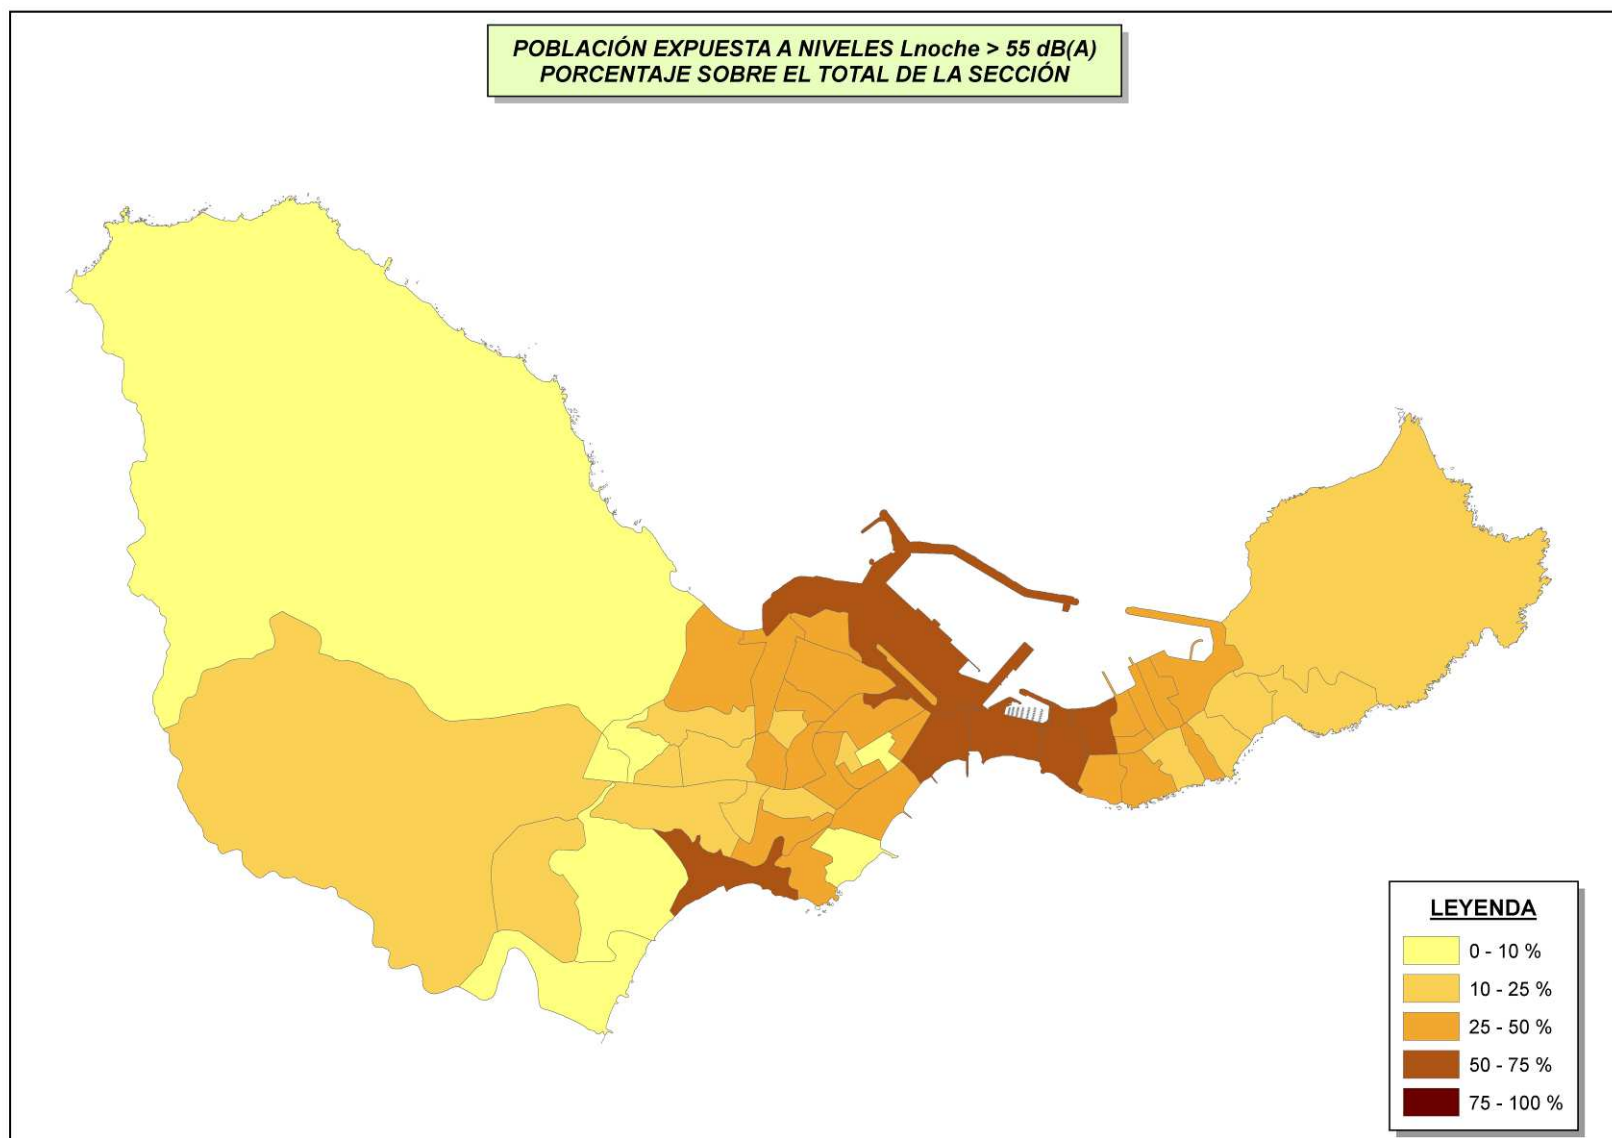 POBLACIÓN EXPUESTA A NIVELES Lnoche > 55 dB(A)
PORCENTAJE SOBRE EL TOTAL DE LA SECCIÓN
LEYENDA
0 - 10 %
10 - 25 %
25 - 50 %
50 - 75 %
75 - 100 %